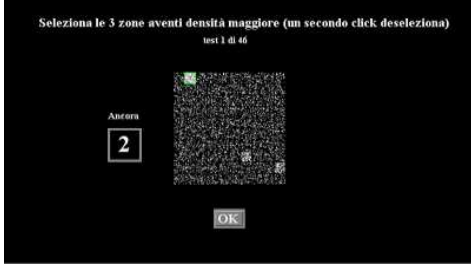 Seleziona le 3 zone aventi densità maggiore (un secondo click deseleziona)
test 1 di 46
Ancora
2
OK